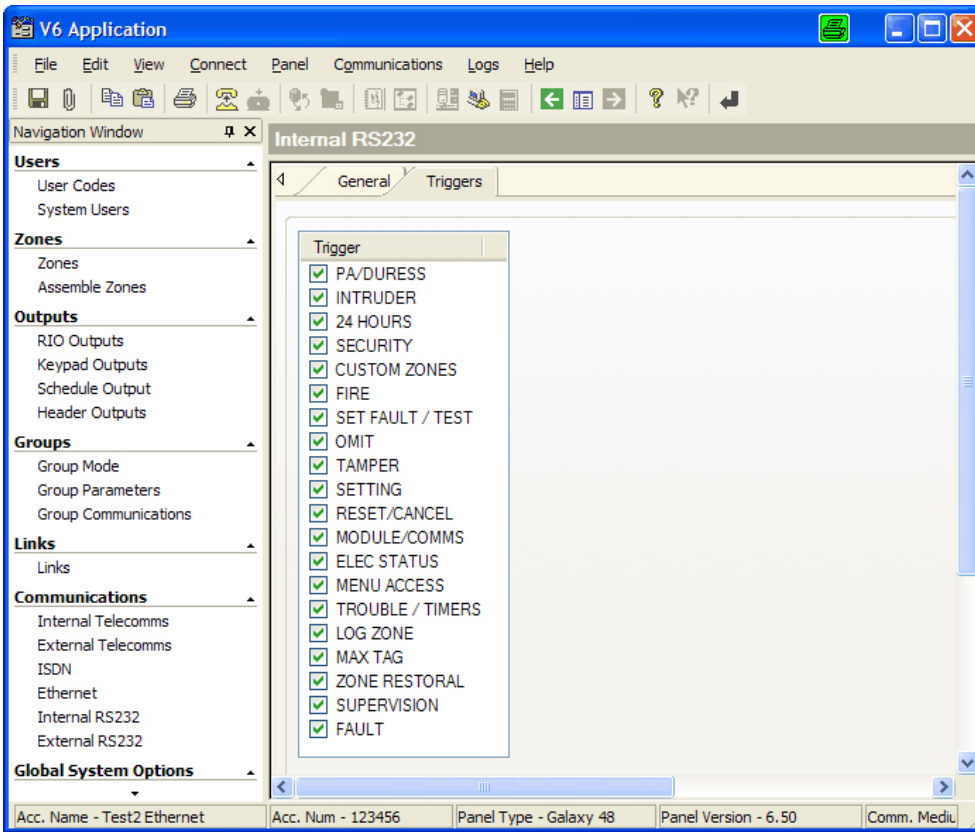 V6 Application
File Edit View Connect Panel Communications Logs Help
Navigation Window
Users
User Codes
System Users
Zones
Zones
Assemble Zones
Outputs
RIO Outputs
Keypad Outputs
Schedule Output
Header Outputs
Groups
Group Mode
Group Parameters
Group Communications
Links
Links
Communications
Internal Telecomms
External Telecomms
ISDN
Ethernet
Internal RS232
External RS232
Global System Options
Internal RS232
General Triggers
Trigger
PA/DURESS
INTRUDER
24 HOURS
SECURITY
CUSTOM ZONES
FIRE
SET FAULT / TEST
OMIT
TAMPER
SETTING
RESET/CANCEL
MODULE/COMMS
ELEC STATUS
MENU ACCESS
TROUBLE / TIMERS
LOG ZONE
MAX TAG
ZONE RESTORAL
SUPERVISION
FAULT
Acc. Name - Test2 Ethernet Acc. Num - 123456 Panel Type - Galaxy 48 Panel Version - 6.50 Comm. Mediu